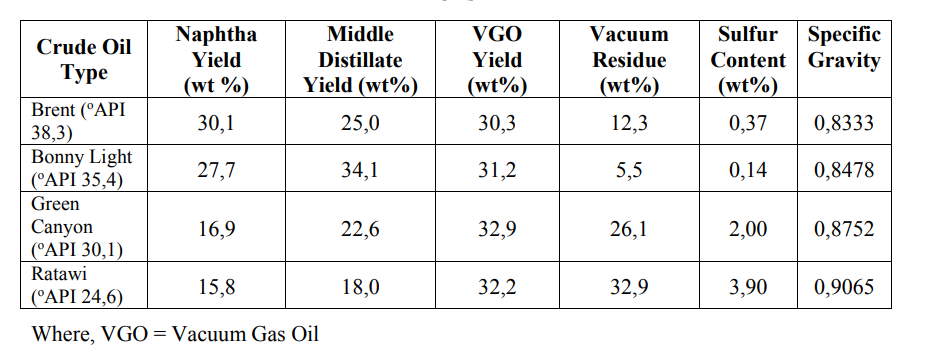 Crude Oil Type | Naphtha Yield (wt %) | Middle Distillate Yield (wt%) | VGO Yield (wt%) | Vacuum Residue (wt%) | Sulfur Content (wt%) | Specific Gravity
Brent (ºAPI 38,3) | 30,1 | 25,0 | 30,3 | 12,3 | 0,37 | 0,8333
Bonny Light (ºAPI 35,4) | 27,7 | 34,1 | 31,2 | 5,5 | 0,14 | 0,8478
Green Canyon (ºAPI 30,1) | 16,9 | 22,6 | 32,9 | 26,1 | 2,00 | 0,8752
Ratawi (ºAPI 24,6) | 15,8 | 18,0 | 32,2 | 32,9 | 3,90 | 0,9065
Where, VGO = Vacuum Gas Oil